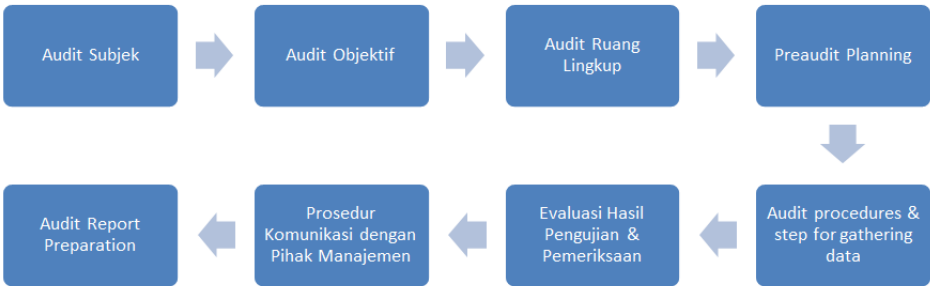 Audit Subjek
Audit Objektif
Audit Ruang
Lingkup
Preaudit Planning
Audit procedures &
step for gathering
data
Evaluasi Hasil
Pengujian &
Pemeriksaan
Prosedur
Komunikasi dengan
Pihak Manajemen
Audit Report
Preparation